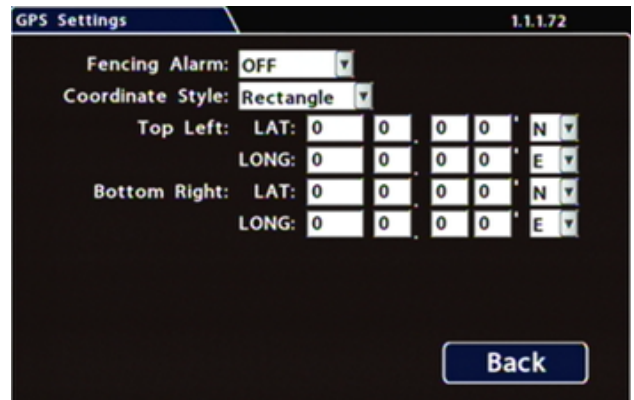 GPS Settings 1.1.1.72
Fencing Alarm: OFF
Coordinate Style: Rectangle
Top Left: LAT: 0 0 . 0 0 ' N
LONG: 0 0 . 0 0 ' E
Bottom Right: LAT: 0 0 . 0 0 ' N
LONG: 0 0 . 0 0 ' E
Back